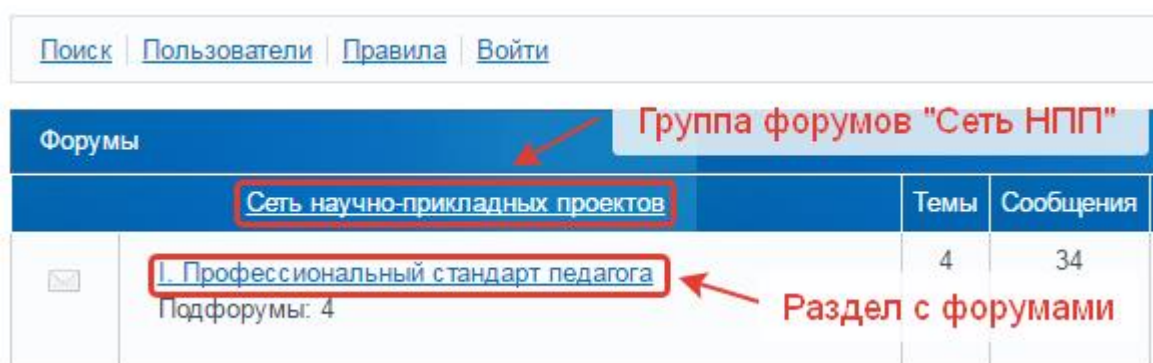 Поиск Пользователи Правила Войти
Группа форумов "Сеть НПП"
Форумы
Сеть научно-прикладных проектов Темы Сообщения
I. Профессиональный стандарт педагога 4 34
Подфорумы: 4
Раздел с форумами